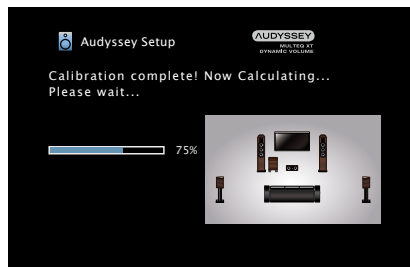 Audyssey Setup
AUDYSSEY
MULTEQ XT
DYNAMIC VOLUME
Calibration complete! Now Calculating...
Please wait...
75%